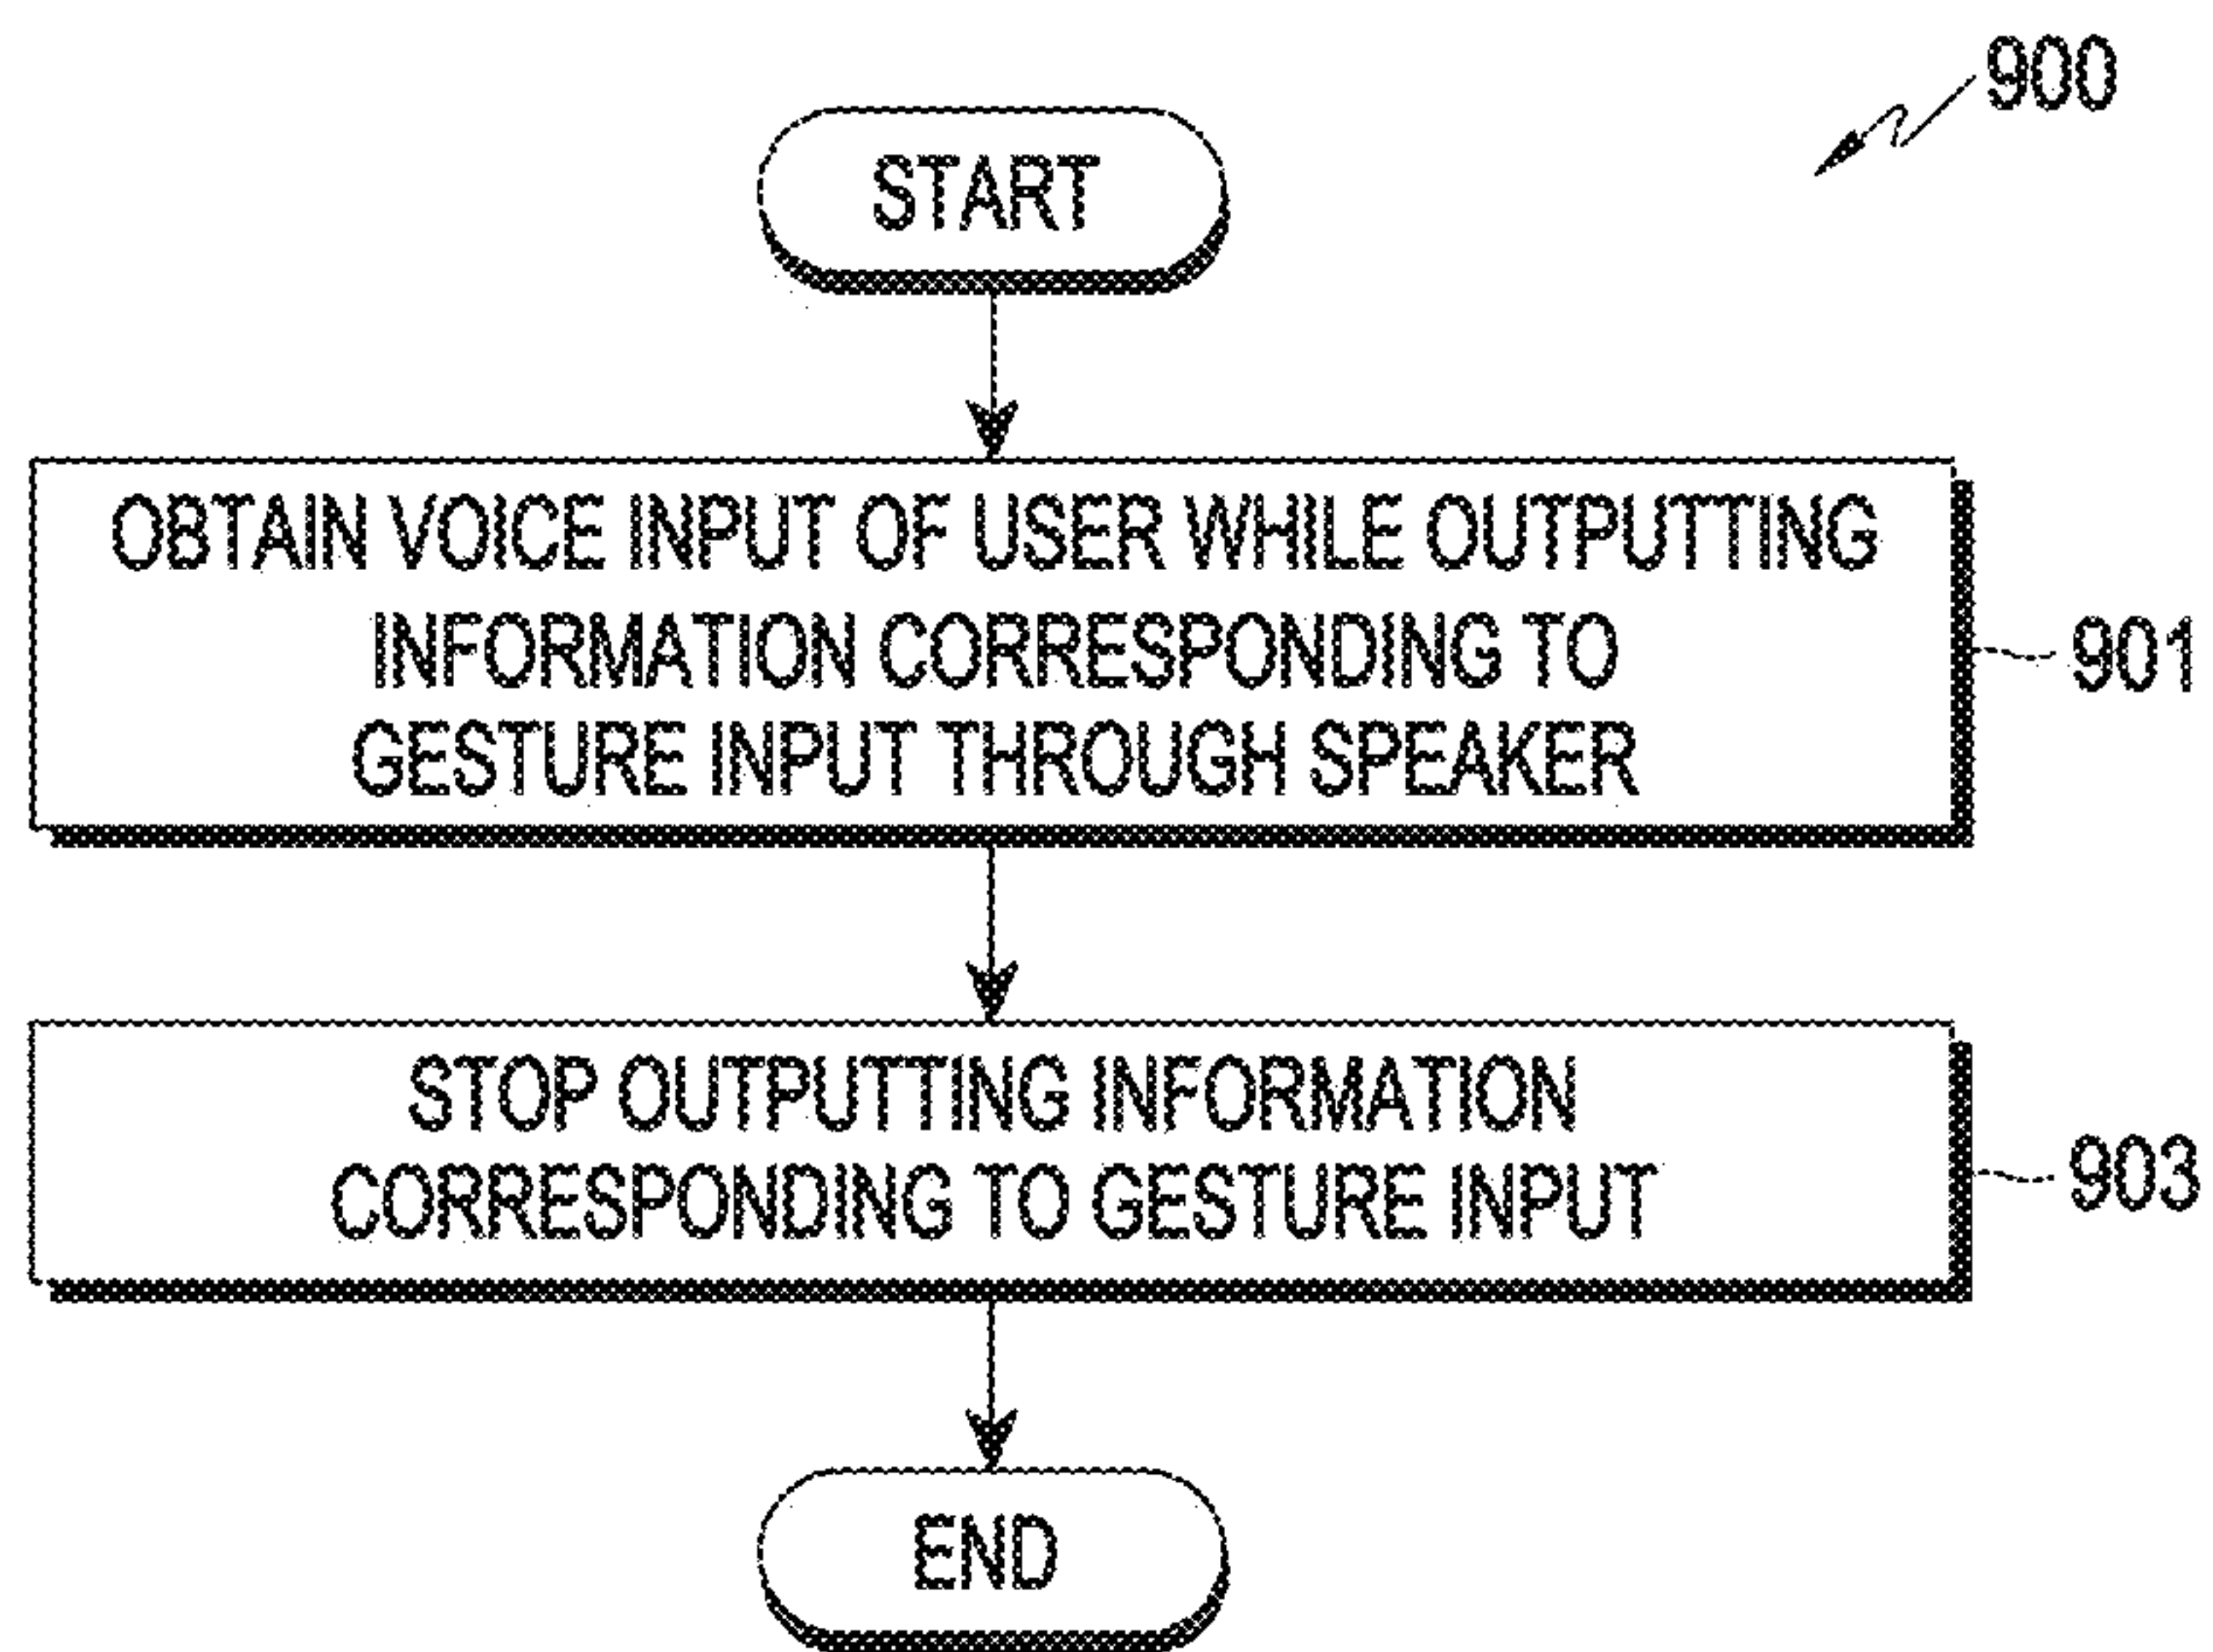 900
START
OBTAIN VOICE INPUT OF USER WHILE OUTPUTTING
INFORMATION CORRESPONDING TO
GESTURE INPUT THROUGH SPEAKER
901
STOP OUTPUTTING INFORMATION
CORRESPONDING TO GESTURE INPUT
903
END